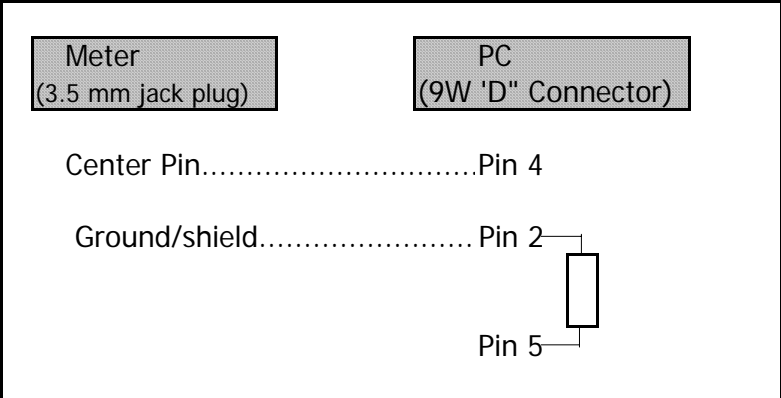 Meter PC
(3.5 mm jack plug) (9W 'D" Connector)
Center Pin...............................Pin 4
Ground/shield........................ Pin 2
Pin 5